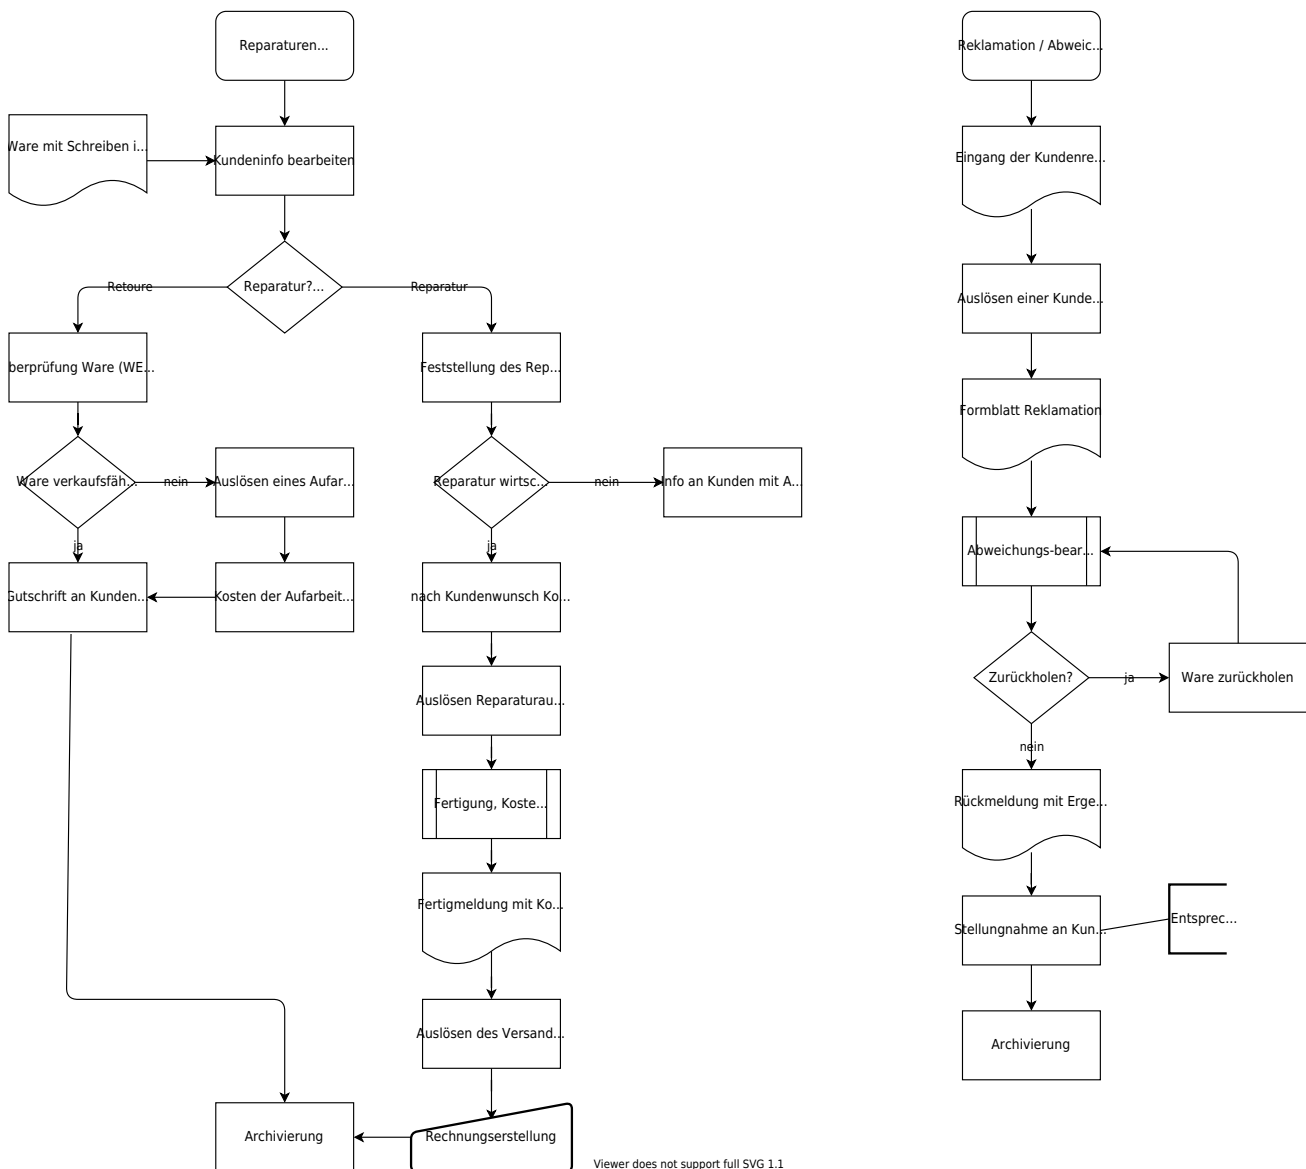 Reparaturen...
Ware mit Schreiben i...
Kundeninfo bearbeiten
Reparatur?...
Retoure
Reparatur
berprüfung Ware (WE...
Feststellung des Rep...
Ware verkaufsfäh...
nein
Auslösen eines Aufar...
Reparatur wirtsc...
nein
Info an Kunden mit A...
ja
ja
Gutschrift an Kunden...
Kosten der Aufarbeit...
nach Kundenwunsch Ko...
Auslösen Reparaturau...
Fertigung, Koste...
Fertigmeldung mit Ko...
Auslösen des Versand...
Archivierung
Rechnungserstellung
Reklamation / Abweic...
Eingang der Kundenre...
Auslösen einer Kunde...
Formblatt Reklamation
Abweichungs-bear...
Zurückholen?
ja
Ware zurückholen
nein
Rückmeldung mit Erge...
Stellungnahme an Kun...
Entsprec...
Archivierung
Viewer does not support full SVG 1.1